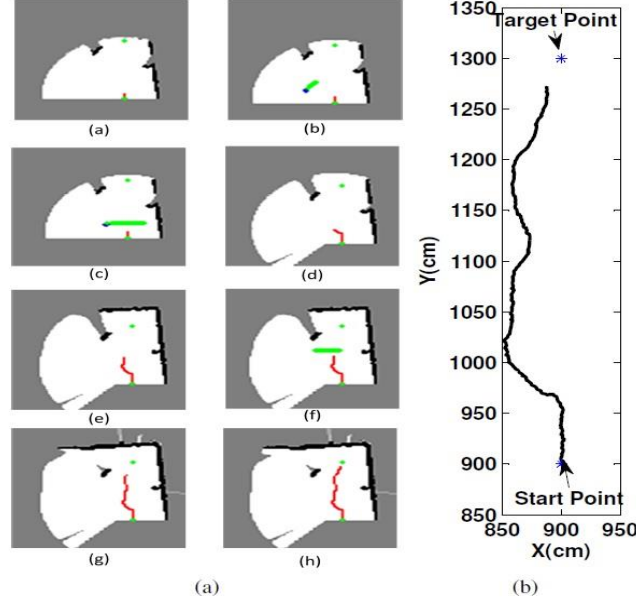 (a)
(b)
(c)
(d)
(e)
(f)
(g)
(h)
(a)
1350
Target Point
1300
1250
1200
1150
1100
1050
1000
950
900
850
Y(cm)
Start Point
850 900 950
X(cm)
(b)